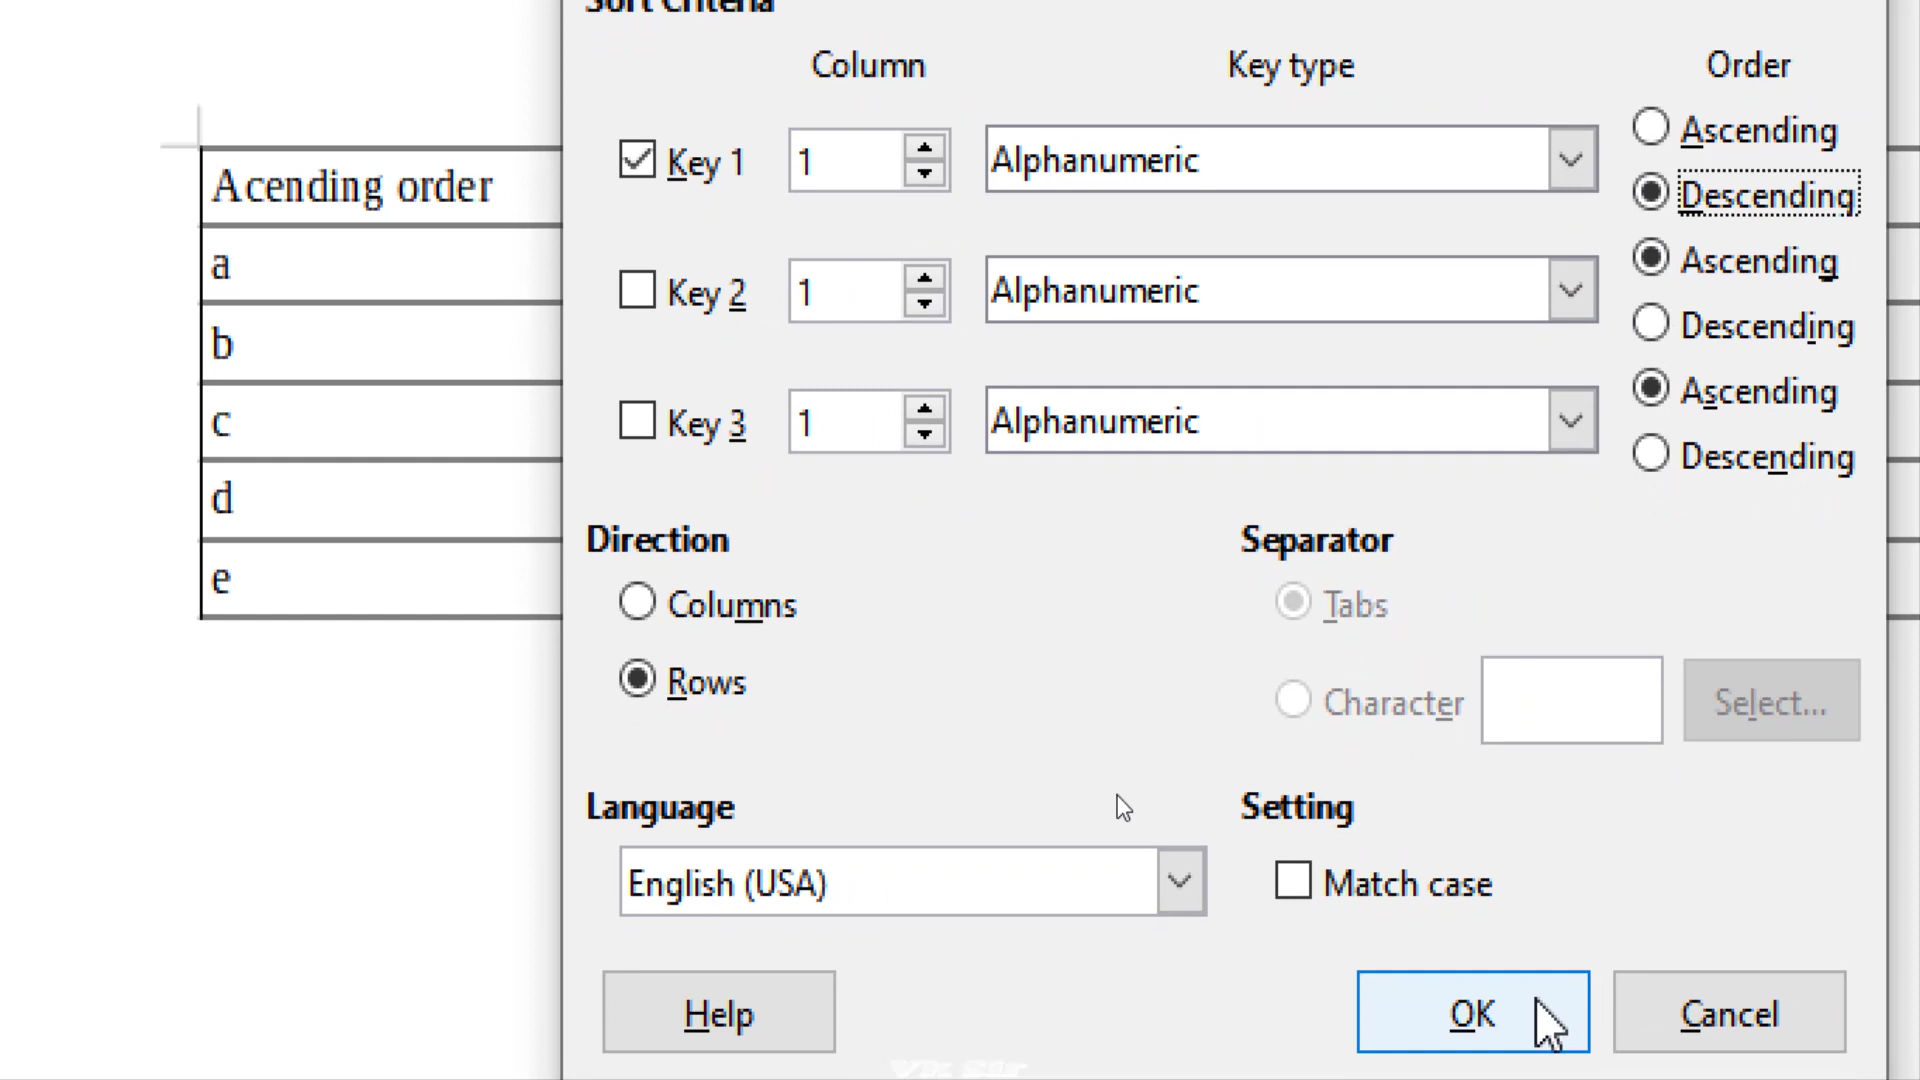 Sort Criteria
Column Key type Order
Key 1 1 Alphanumeric Ascending
Descending
Key 2 1 Alphanumeric Ascending
Descending
Key 3 1 Alphanumeric Ascending
Descending
Acending order
a
b
c
d
e
Direction
Columns
Rows
Separator
Tabs
Character Select...
Language
English (USA)
Setting
Match case
Help OK Cancel